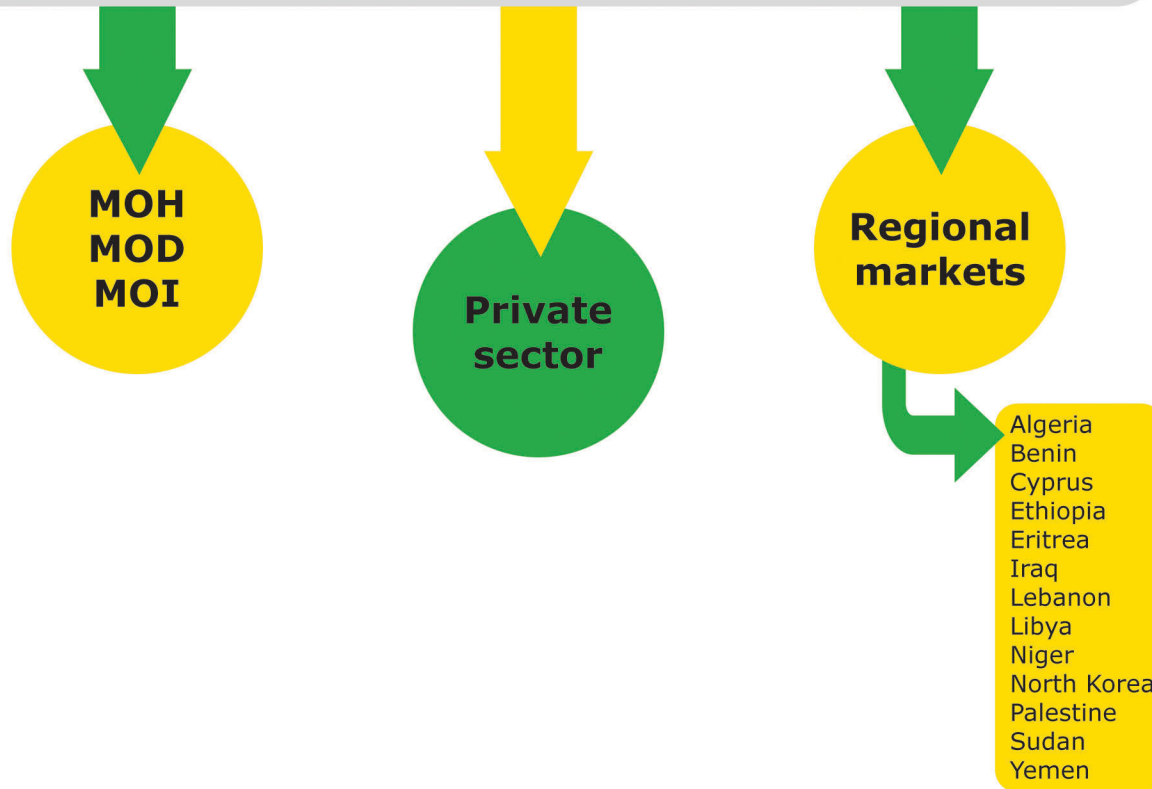 MOH
MOD
MOI
Private
sector
Regional
markets
Algeria
Benin
Cyprus
Ethiopia
Eritrea
Iraq
Lebanon
Libya
Niger
North Korea
Palestine
Sudan
Yemen